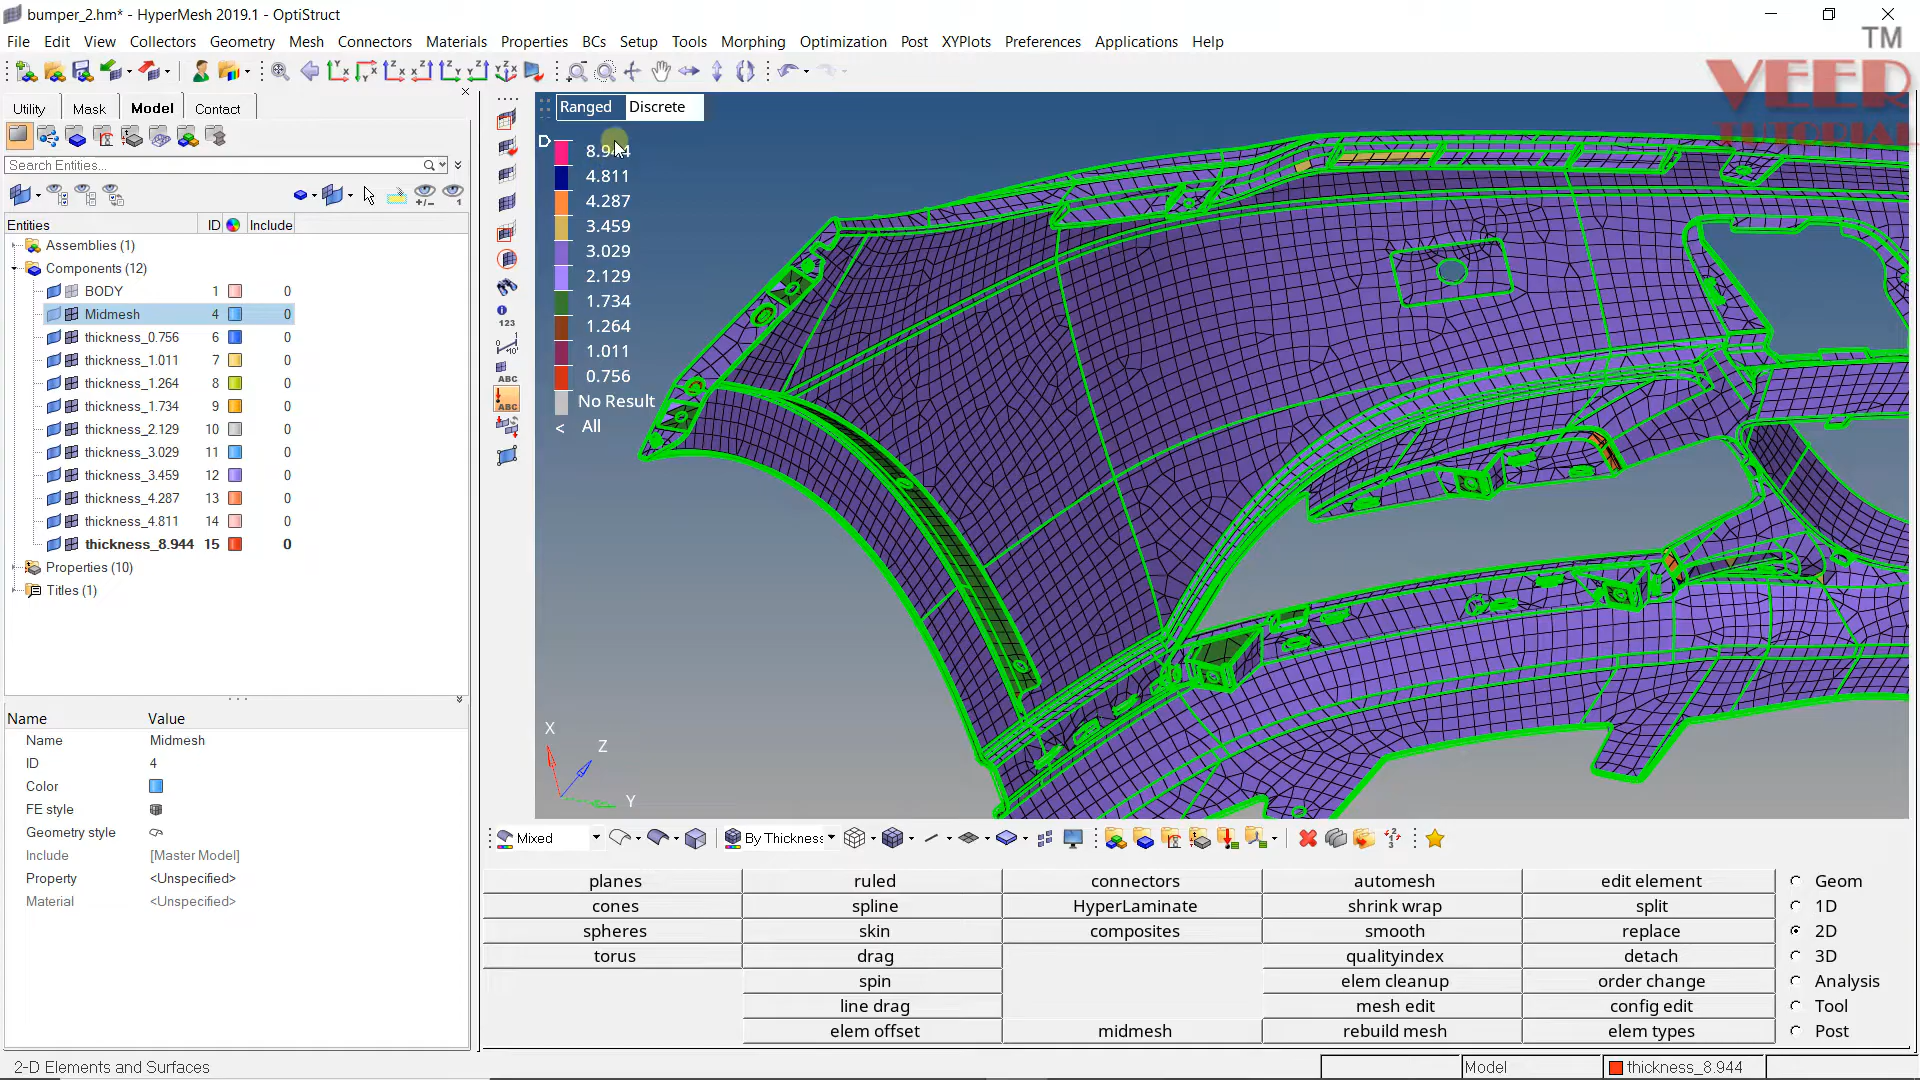 bumper_2.hm* - HyperMesh 2019.1 - OptiStruct
File Edit View Collectors Geometry Mesh Connectors Materials Properties BCs Setup Tools Morphing Optimization Post XYPlots Preferences Applications Help
TM
VEER
TUTORIAL
Utility Mask Model Contact
Search Entities...
Entities ID Include
Assemblies (1)
Components (12)
BODY 1 0
Midmesh 4 0
thickness_0.756 6 0
thickness_1.011 7 0
thickness_1.264 8 0
thickness_1.734 9 0
thickness_2.129 10 0
thickness_3.029 11 0
thickness_3.459 12 0
thickness_4.287 13 0
thickness_4.811 14 0
thickness_8.944 15 0
Properties (10)
Titles (1)
Name Value
Name Midmesh
ID 4
Color
FE style
Geometry style
Include [Master Model]
Property <Unspecified>
Material <Unspecified>
123
ABC
ABC
Ranged Discrete
D
8.944
4.811
4.287
3.459
3.029
2.129
1.734
1.264
1.011
0.756
No Result
< All
X
Z
Y
Mixed By Thickness
planes ruled connectors automesh edit element Geom
cones spline HyperLaminate shrink wrap split 1D
spheres skin composites smooth replace 2D
torus drag qualityindex detach 3D
spin elem cleanup order change Analysis
line drag mesh edit config edit Tool
elem offset midmesh rebuild mesh elem types Post
2-D Elements and Surfaces Model thickness_8.944